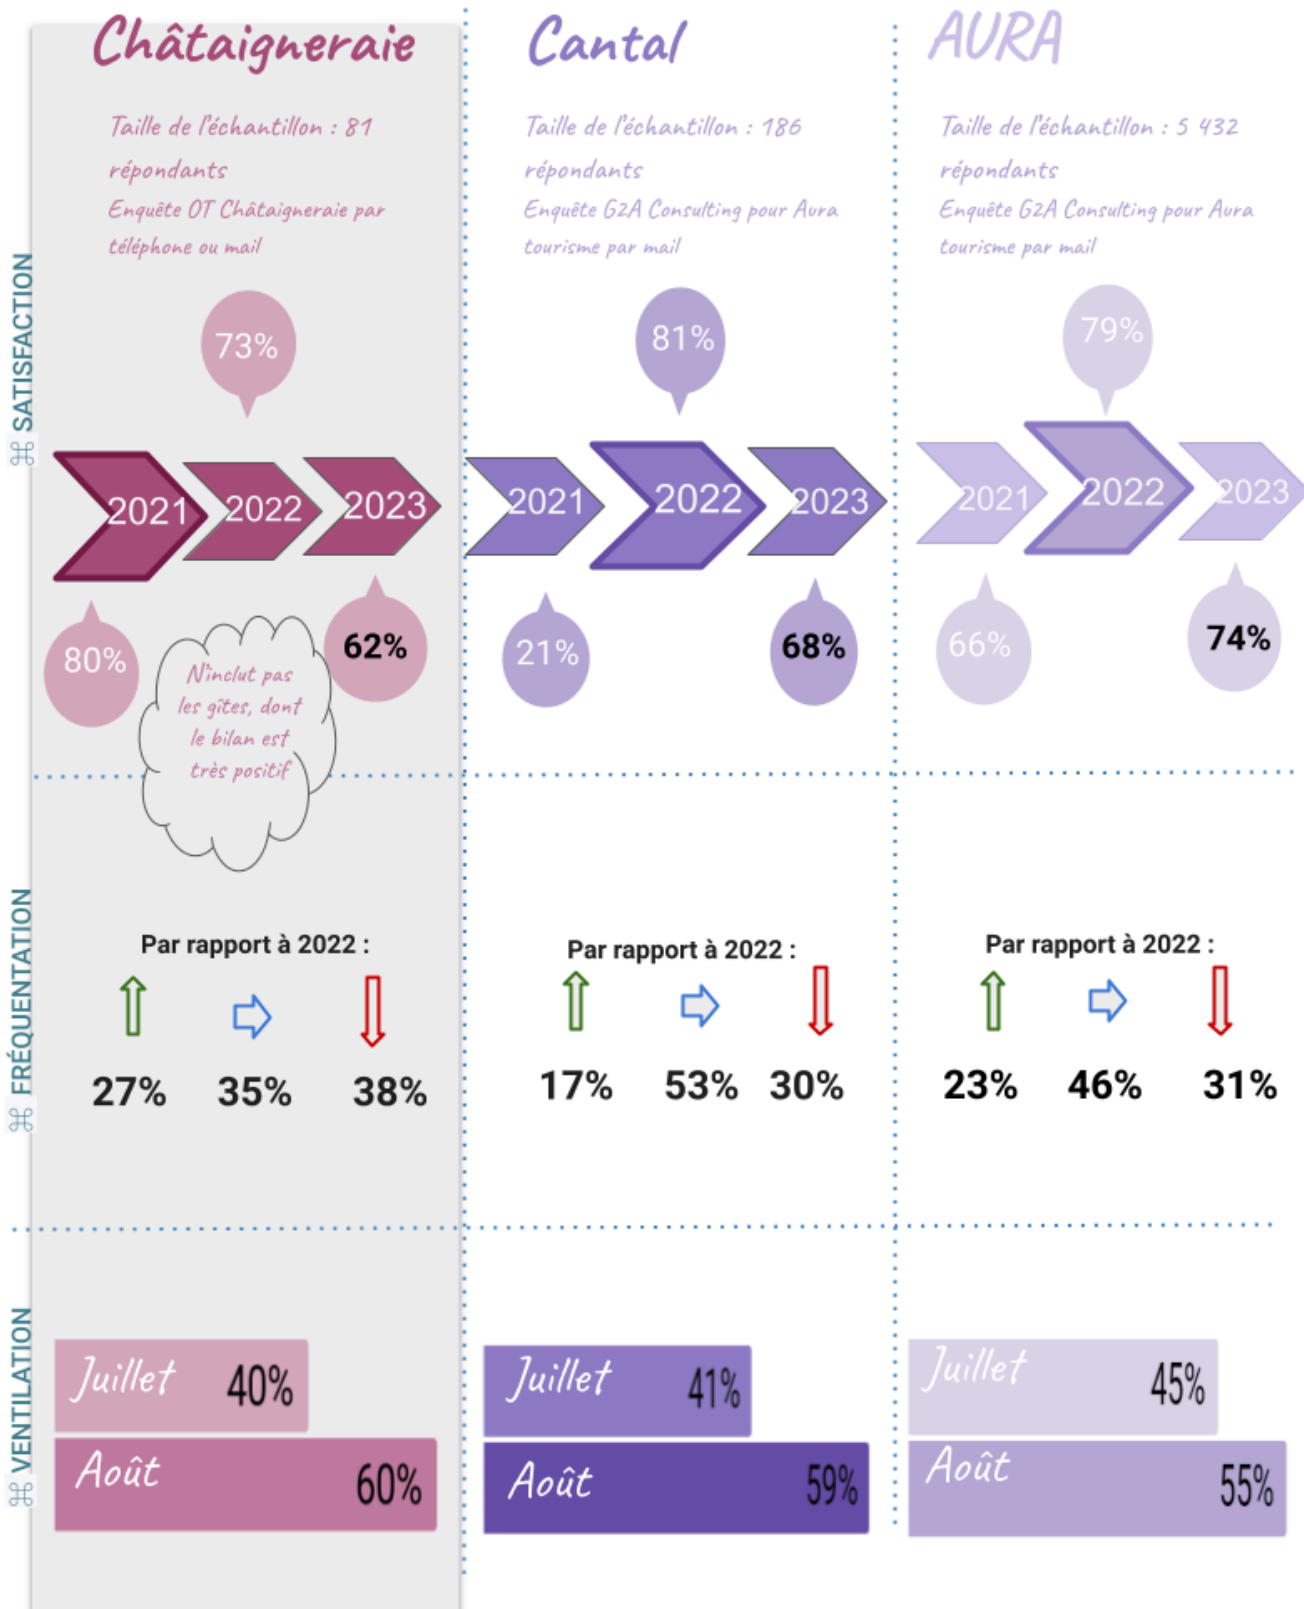 Châtaigneraie
Taille de l'échantillon : 81
répondants
Enquête OT Châtaigneraie par
téléphone ou mail
Cantal
Taille de l'échantillon : 186
répondants
Enquête G2A Consulting pour Aura
tourisme par mail
AURA
Taille de l'échantillon : 5 432
répondants
Enquête G2A Consulting pour Aura
tourisme par mail
⌘ SATISFACTION
73%
2021 2022 2023
80%
62%
N'inclut pas
les gîtes, dont
le bilan est
très positif
81%
2021 2022 2023
21%
68%
79%
2021 2022 2023
66%
74%
⌘ FRÉQUENTATION
Par rapport à 2022 :
27% 35% 38%
Par rapport à 2022 :
17% 53% 30%
Par rapport à 2022 :
23% 46% 31%
⌘ VENTILATION
Juillet 40%
Août 60%
Juillet 41%
Août 59%
Juillet 45%
Août 55%